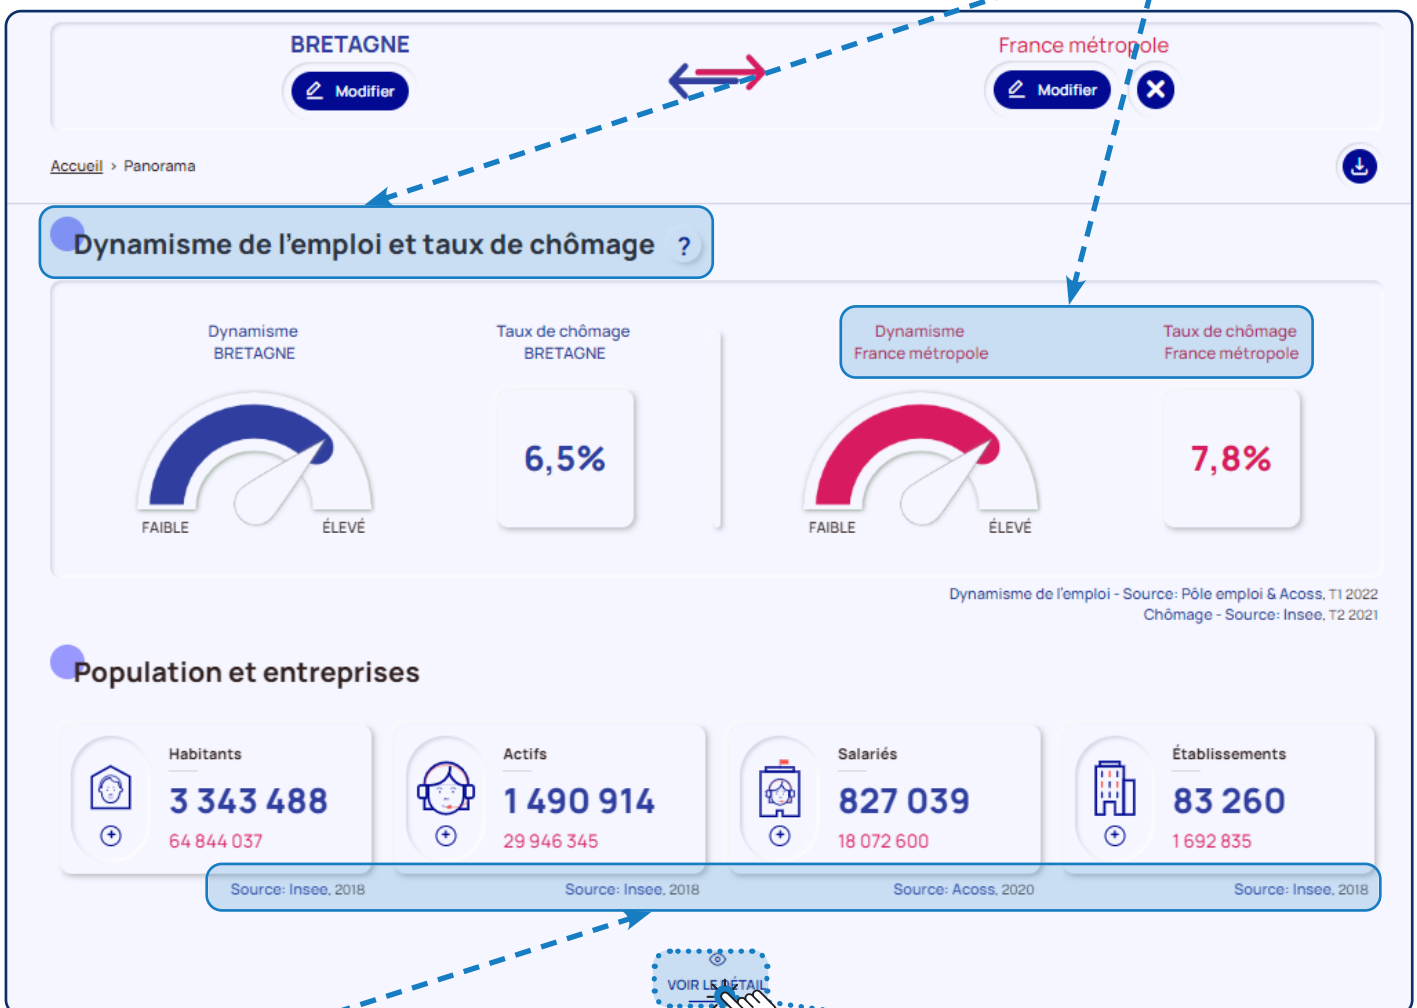 BRETAGNE
Modifier
France métropole
Modifier
Accueil > Panorama
Dynamisme de l'emploi et taux de chômage ?
Dynamisme
BRETAGNE
FAIBLE ÉLEVÉ
Taux de chômage
BRETAGNE
6,5%
Dynamisme
France métropole
FAIBLE ÉLEVÉ
Taux de chômage
France métropole
7,8%
Dynamisme de l'emploi - Source: Pôle emploi & Acoss, T1 2022
Chômage - Source: Insee, T2 2021
Population et entreprises
Habitants
3 343 488
64 844 037
Source: Insee, 2018
Actifs
1 490 914
29 946 345
Source: Insee, 2018
Salariés
827 039
18 072 600
Source: Acoss, 2020
Établissements
83 260
1 692 835
Source: Insee, 2018
VOIR LE DÉTAIL